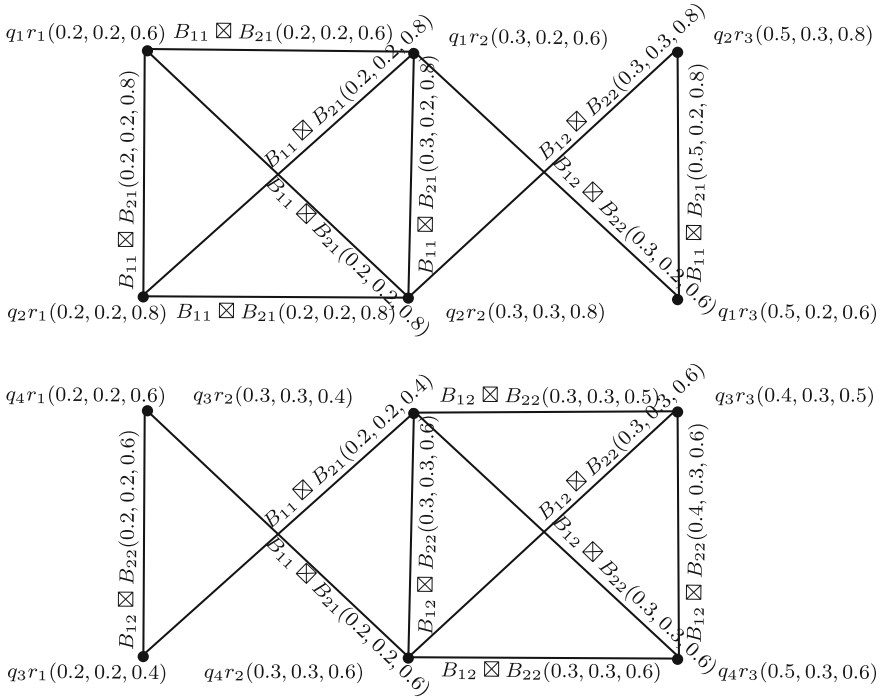 q₁r₁(0.2, 0.2, 0.6)
B₁₁ ⊠ B₂₁(0.2, 0.2, 0.6)
q₁r₂(0.3, 0.2, 0.6)
q₂r₃(0.5, 0.3, 0.8)
B₁₁ ⊠ B₂₁(0.2, 0.2, 0.8)
B₁₁ ⊠ B₂₁(0.2, 0.2, 0.8)
B₁₁ ⊠ B₂₁(0.2, 0.2, 0.8)
B₁₁ ⊠ B₂₁(0.3, 0.2, 0.8)
B₁₂ ⊠ B₂₂(0.3, 0.3, 0.8)
B₁₂ ⊠ B₂₂(0.3, 0.2, 0.6)
B₁₁ ⊠ B₂₁(0.5, 0.2, 0.8)
q₂r₁(0.2, 0.2, 0.8)
B₁₁ ⊠ B₂₁(0.2, 0.2, 0.8)
q₂r₂(0.3, 0.3, 0.8)
q₁r₃(0.5, 0.2, 0.6)
q₄r₁(0.2, 0.2, 0.6)
q₃r₂(0.3, 0.3, 0.4)
B₁₂ ⊠ B₂₂(0.3, 0.3, 0.5)
q₃r₃(0.4, 0.3, 0.5)
B₁₂ ⊠ B₂₂(0.2, 0.2, 0.6)
B₁₁ ⊠ B₂₁(0.2, 0.2, 0.4)
B₁₁ ⊠ B₂₁(0.2, 0.2, 0.6)
B₁₂ ⊠ B₂₂(0.3, 0.3, 0.6)
B₁₂ ⊠ B₂₂(0.3, 0.3, 0.6)
B₁₂ ⊠ B₂₂(0.3, 0.3, 0.6)
B₁₂ ⊠ B₂₂(0.4, 0.3, 0.6)
q₃r₁(0.2, 0.2, 0.4)
q₄r₂(0.3, 0.3, 0.6)
B₁₂ ⊠ B₂₂(0.3, 0.3, 0.6)
q₄r₃(0.5, 0.3, 0.6)